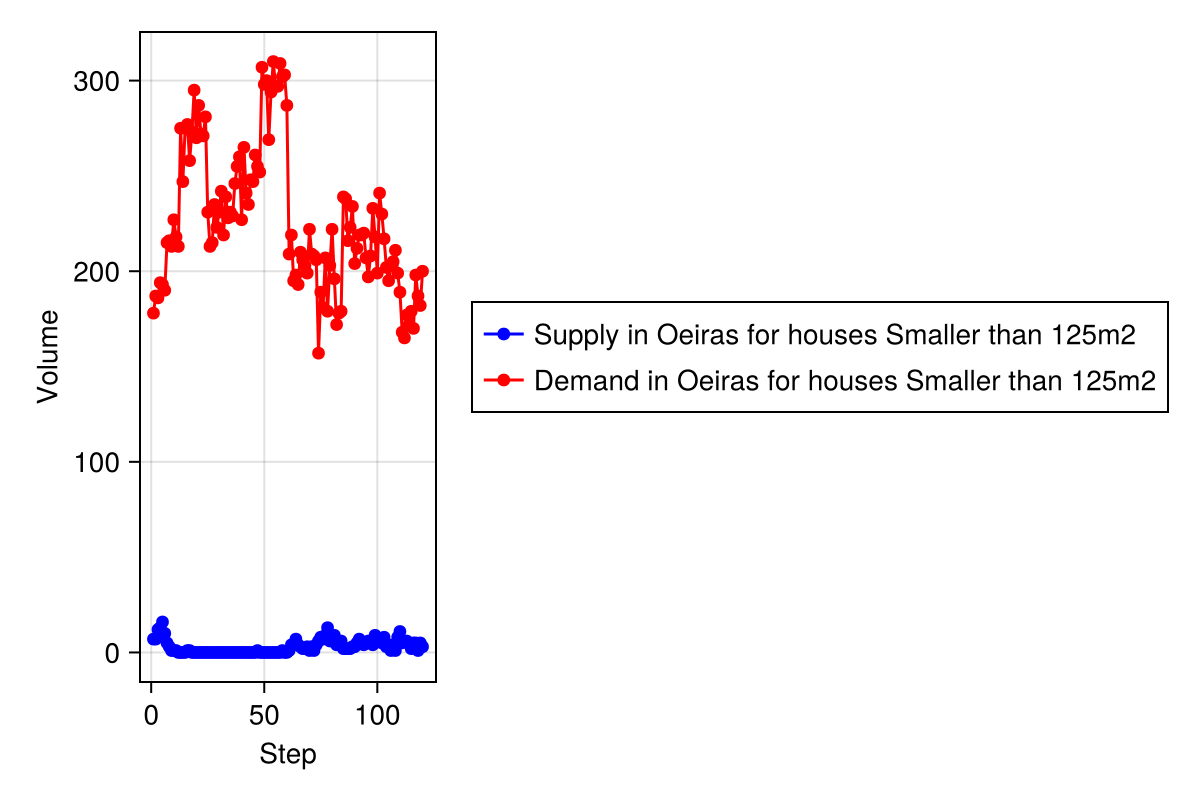 300
200
100
0
Volume
0 50 100
Step
Supply in Oeiras for houses Smaller than 125m2
Demand in Oeiras for houses Smaller than 125m2